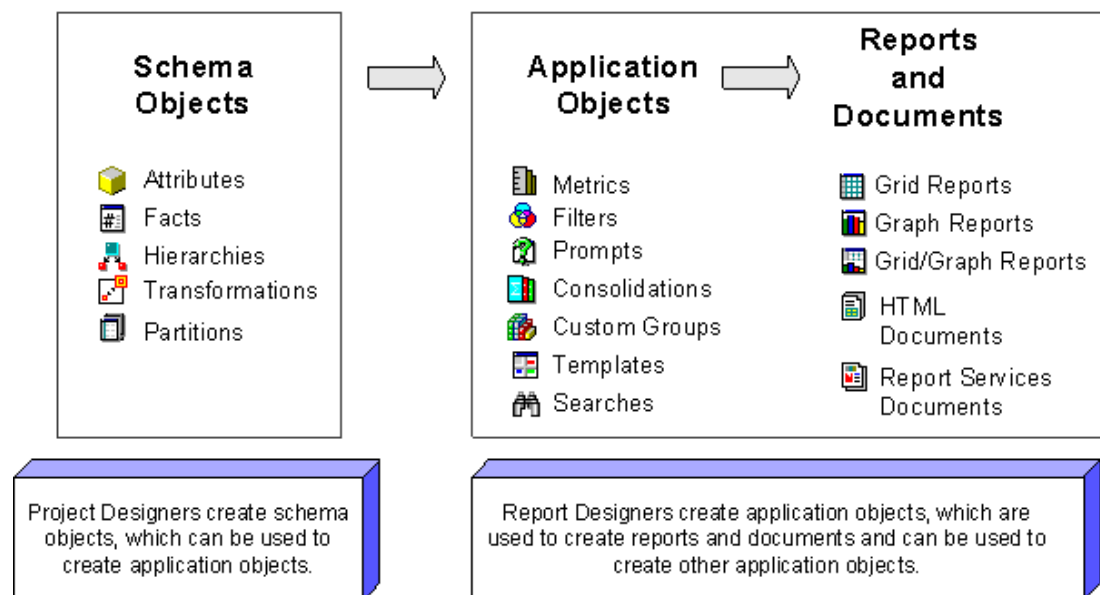 Schema
Objects
Attributes
Facts
Hierarchies
Transformations
Partitions
Application
Objects
Metrics
Filters
Prompts
Consolidations
Custom Groups
Templates
Searches
Reports
and
Documents
Grid Reports
Graph Reports
Grid/Graph Reports
HTML
Documents
Report Services
Documents
Project Designers create schema
objects, which can be used to
create application objects.
Report Designers create application objects, which are
used to create reports and documents and can be used to
create other application objects.